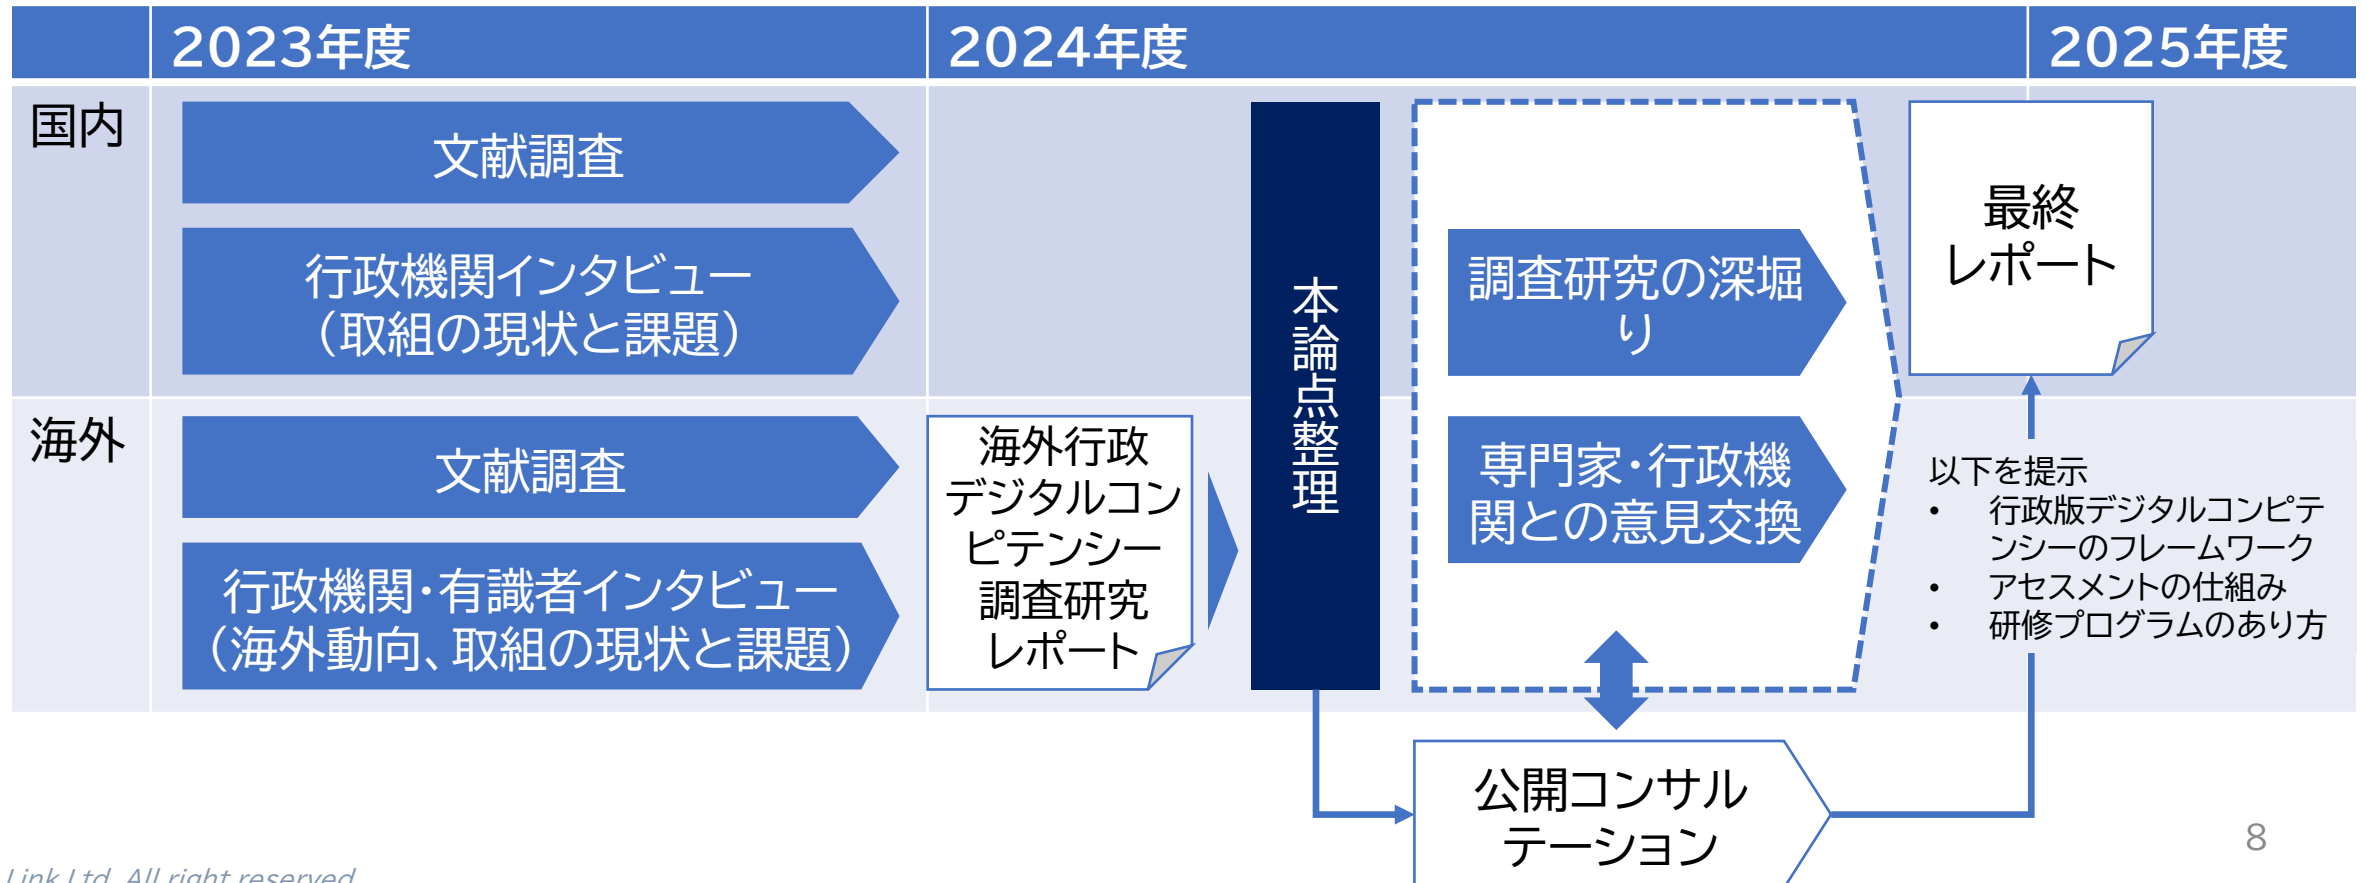 2023年度
2024年度
2025年度
国内
文献調査
行政機関インタビュー
（取組の現状と課題）
海外
文献調査
行政機関・有識者インタビュー
（海外動向、取組の現状と課題）
海外行政
デジタルコン
ピテンシー
調査研究
レポート
本論点整理
調査研究の深堀
り
専門家・行政機
関との意見交換
公開コンサル
テーション
最終
レポート
以下を提示
• 行政版デジタルコンピテ
ンシーのフレームワーク
• アセスメントの仕組み
• 研修プログラムのあり方
8
Link Ltd. All right reserved